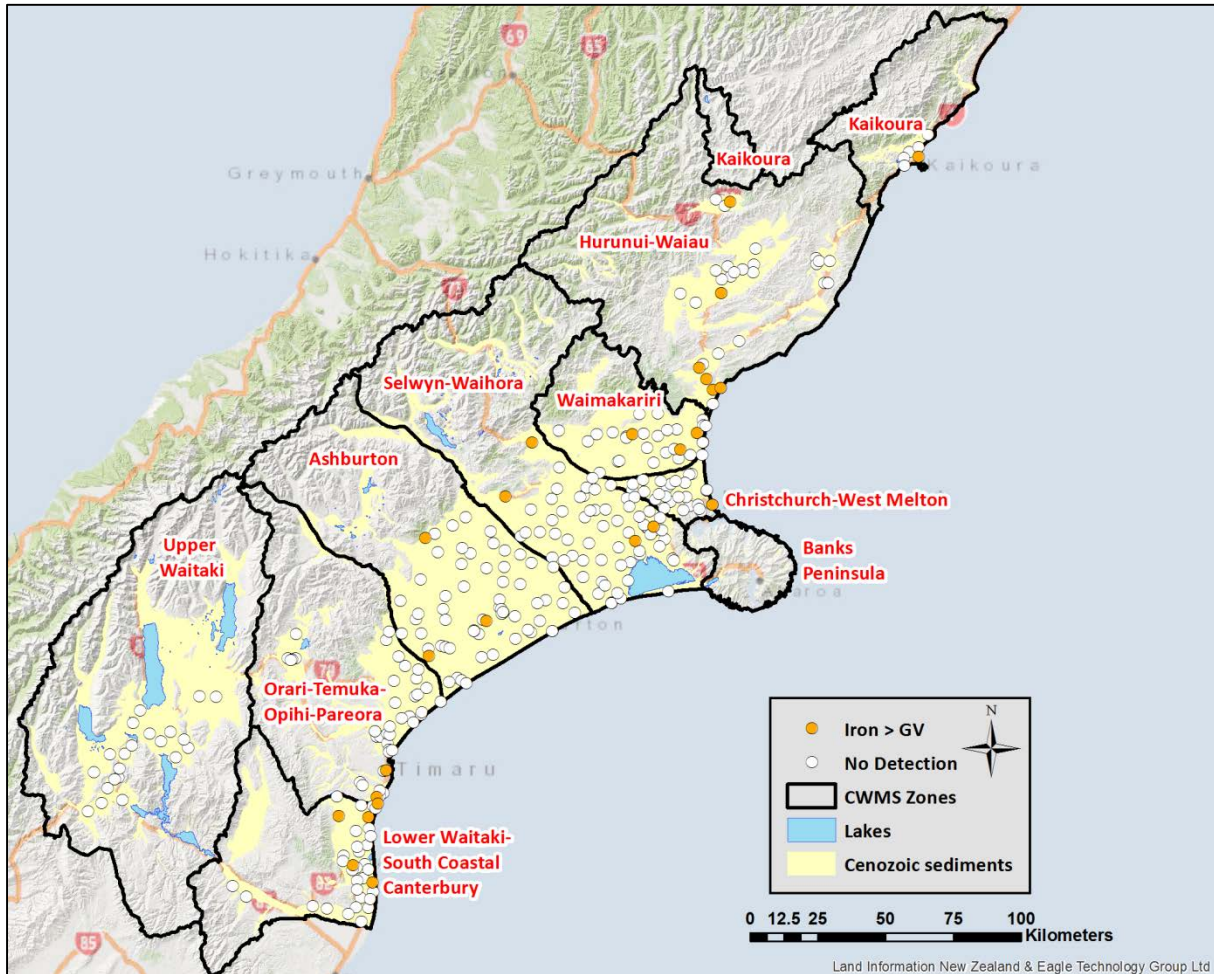 69
65
Kaikoura
Kaikoura
Kaikoura
Greymouth
Hurunui-Waiau
Hokitika
Selwyn-Waihora
Waimakariri
Ashburton
Christchurch-West Melton
Upper
Waitaki
Banks
Peninsula
Orari-Temuka-
Opihi-Pareora
Timaru
Lower Waitaki-
South Coastal
Canterbury
85
N
Iron > GV
No Detection
CWMS Zones
Lakes
Cenozoic sediments
0 12.5 25 50 75 100
Kilometers
Land Information New Zealand & Eagle Technology Group Ltd